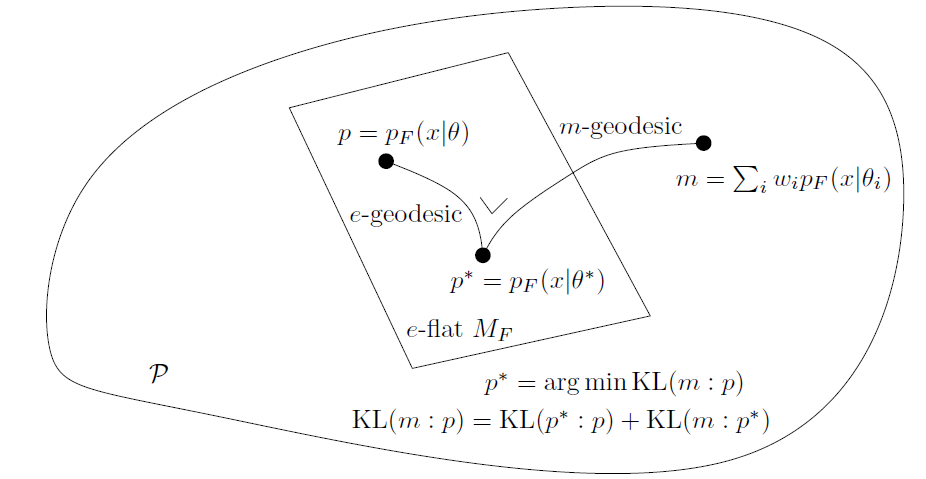 p = p_F(x|θ)
m-geodesic
m = ∑_i w_i p_F(x|θ_i)
e-geodesic
p* = p_F(x|θ*)
e-flat M_F
𝒫
p* = arg min KL(m : p)
KL(m : p) = KL(p* : p) + KL(m : p*)